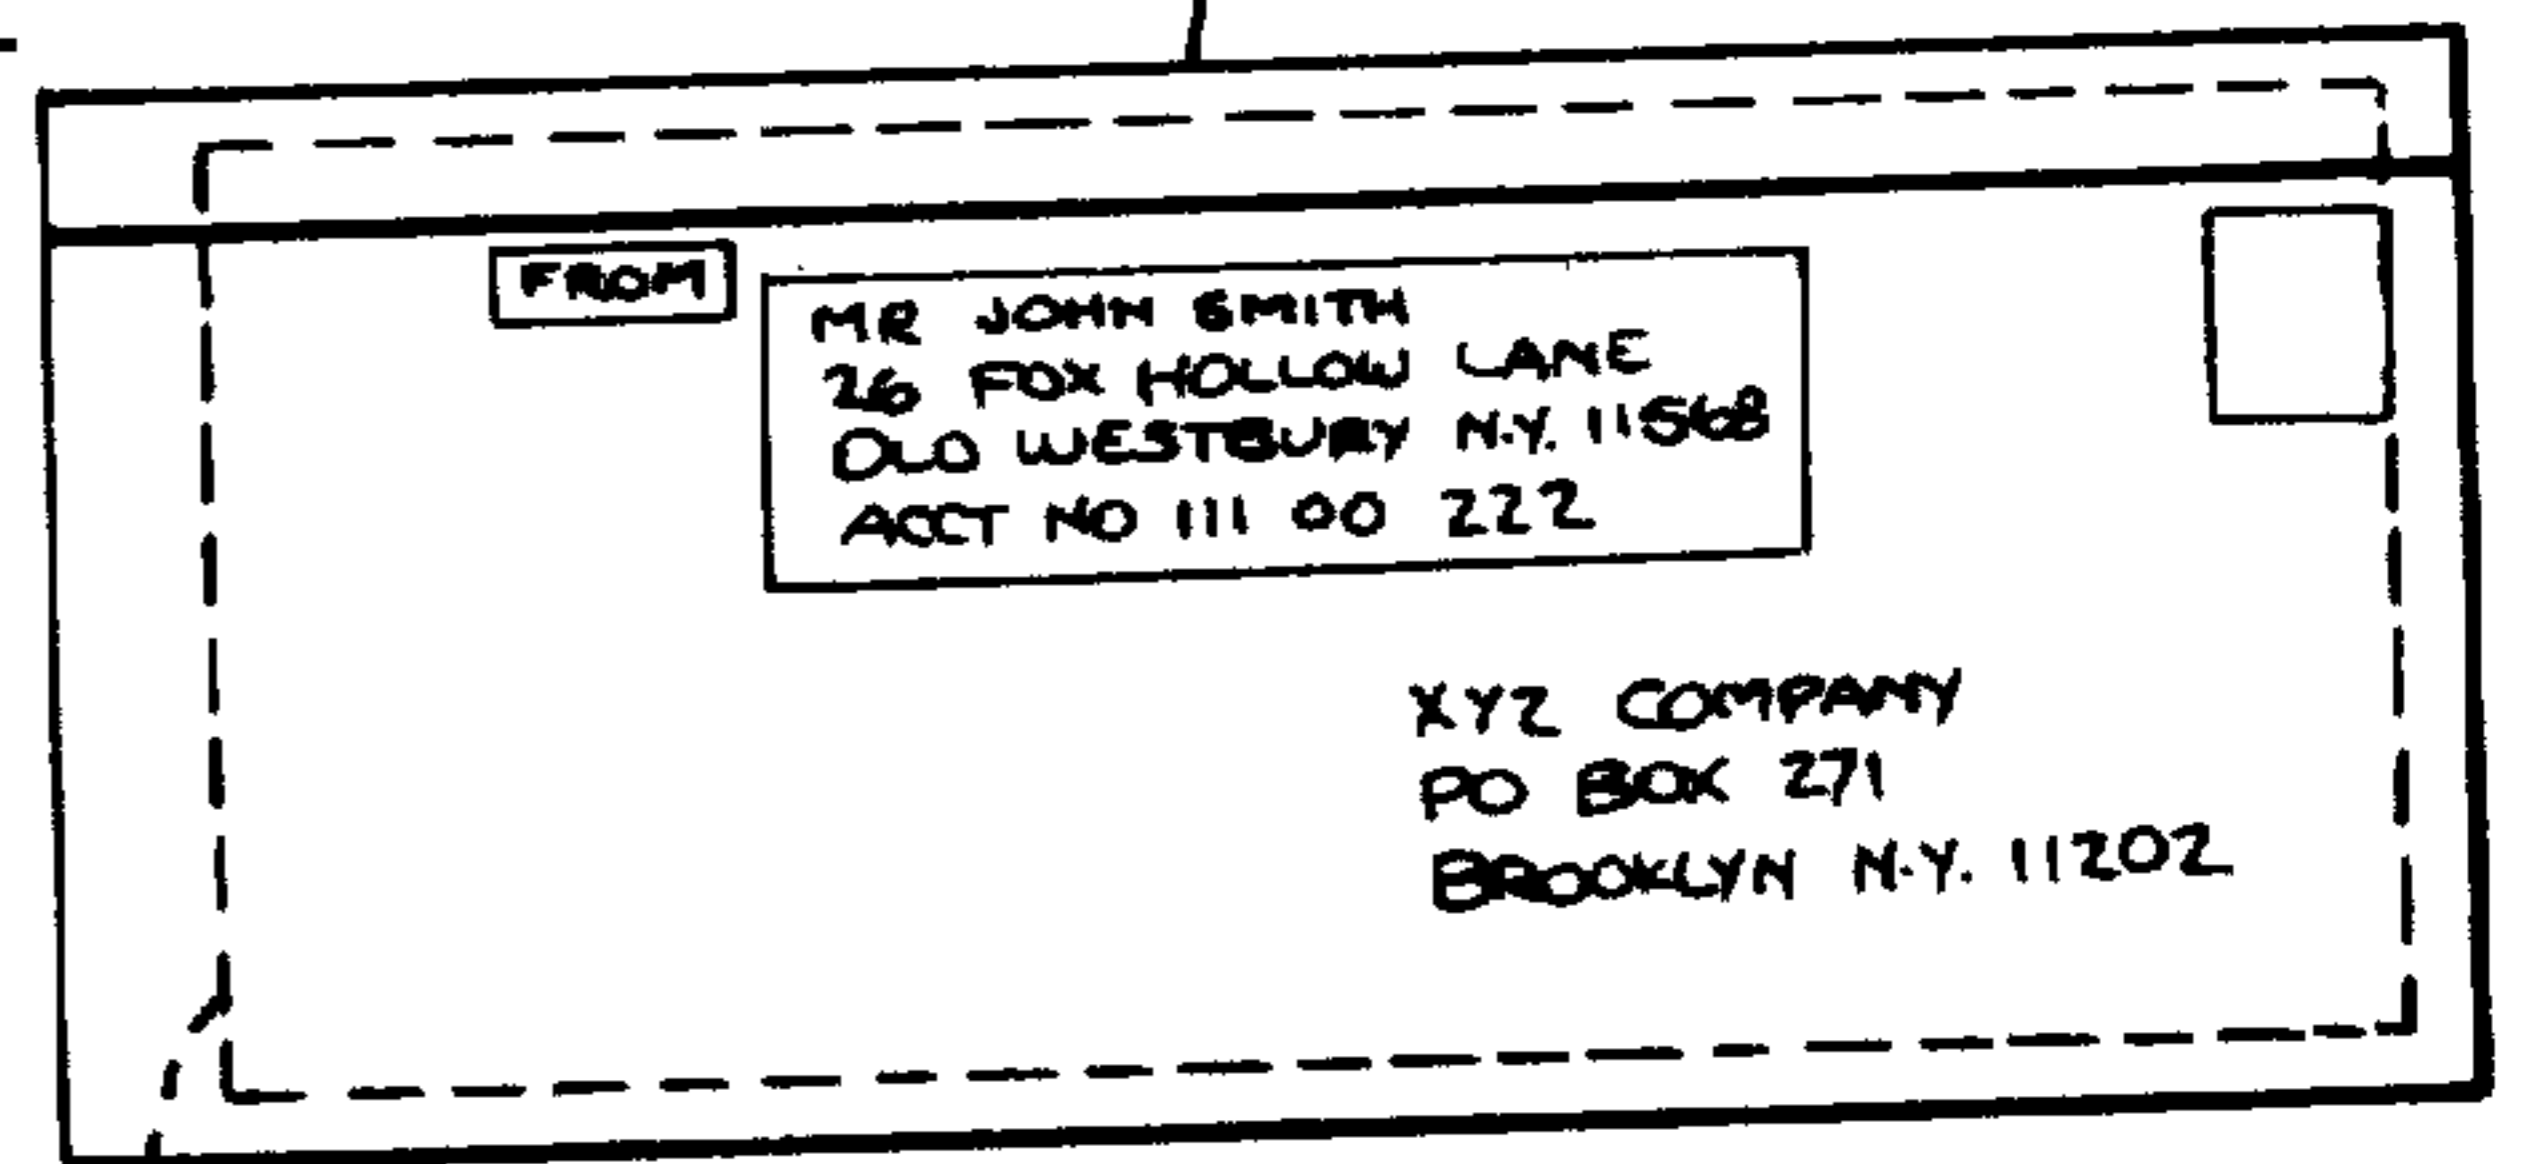 FROM
MR JOHN SMITH
26 FOX HOLLOW LANE
OLD WESTBURY N.Y. 11568
ACCT NO 111 00 222
XYZ COMPANY
PO BOX 271
BROOKLYN N.Y. 11202